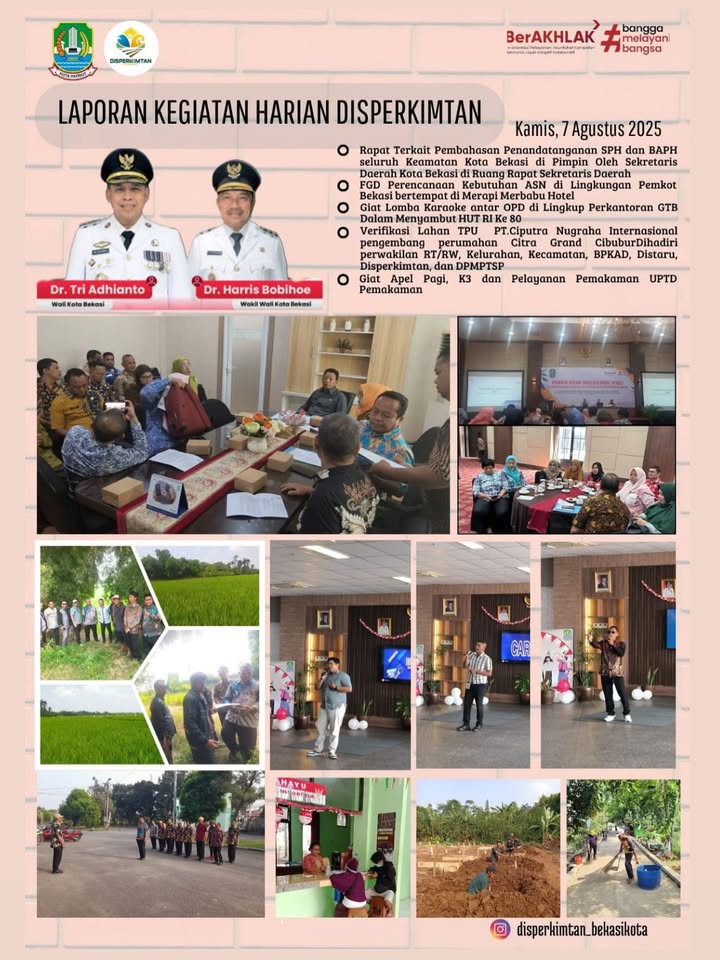 KOTA PATRIOT
DISPERKIMTAN
BerAKHLAK
# bangga
melayani
bangsa
LAPORAN KEGIATAN HARIAN DISPERKIMTAN
Kamis, 7 Agustus 2025
Rapat Terkait Pembahasan Penandatanganan SPH dan BAPH
seluruh Keamatan Kota Bekasi di Pimpin Oleh Sekretaris
Daerah Kota Bekasi di Ruang Rapat Sekretaris Daerah
FGD Perencanaan Kebutuhan ASN di Lingkungan Pemkot
Bekasi bertempat di Merapi Merbabu Hotel
Giat Lomba Karaoke antar OPD di Lingkup Perkantoran GTB
Dalam Menyambut HUT RI Ke 80
Verifikasi Lahan TPU PT.Ciputra Nugraha Internasional
pengembang perumahan Citra Grand CibuburDihadiri
perwakilan RT/RW, Kelurahan, Kecamatan, BPKAD, Distaru,
Disperkimtan, dan DPMPTSP
Giat Apel Pagi, K3 dan Pelayanan Pemakaman UPTD
Pemakaman
Dr. Tri Adhianto
Wali Kota Bekasi
Dr. Harris Bobihoe
Wakil Wali Kota Bekasi
CAR
AHAYU
disperkimtan_bekasikota